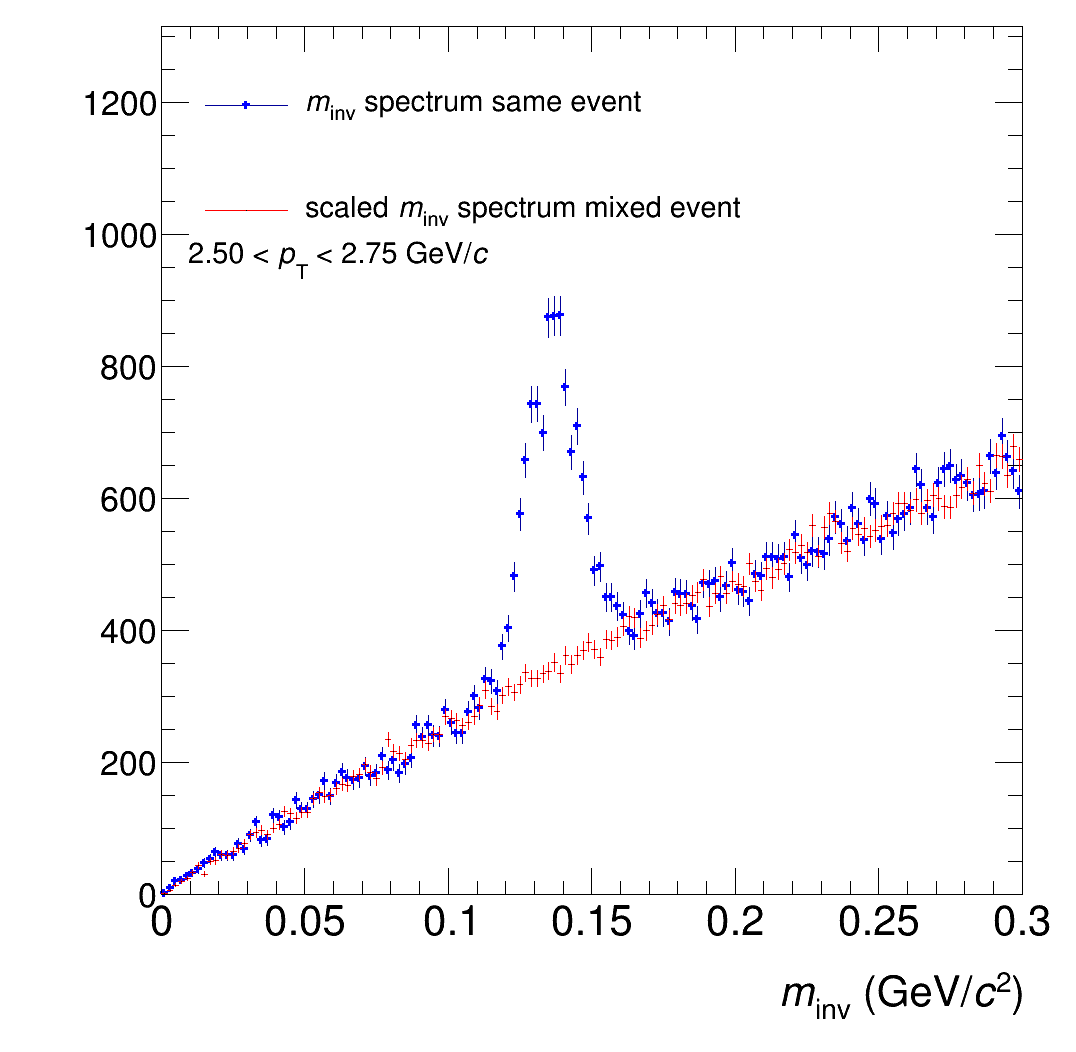 1200
m_inv spectrum same event
scaled m_inv spectrum mixed event
1000
2.50 < p_T < 2.75 GeV/c
800
600
400
200
0
0 0.05 0.1 0.15 0.2 0.25 0.3
m_inv (GeV/c²)